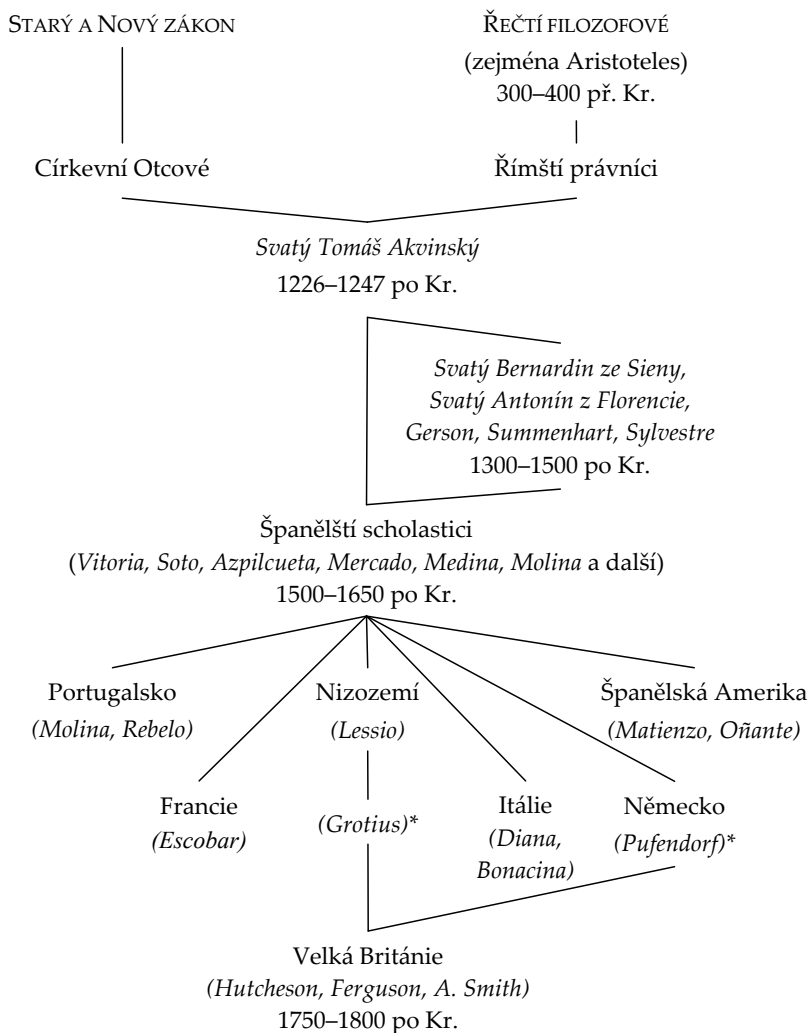 STARÝ A NOVÝ ZÁKON
ŘEČTÍ FILOZOFOVÉ
(zejména Aristoteles)
300–400 př. Kr.
Církevní Otcové
Římští právníci
Svatý Tomáš Akvinský
1226–1247 po Kr.
Svatý Bernardin ze Sieny,
Svatý Antonín z Florencie,
Gerson, Summenhart, Sylvestre
1300–1500 po Kr.
Španělští scholastici
(Vitoria, Soto, Azpilcueta, Mercado, Medina, Molina a další)
1500–1650 po Kr.
Portugalsko
(Molina, Rebelo)
Nizozemí
(Lessio)
Španělská Amerika
(Matienzo, Oñante)
Francie
(Escobar)
(Grotius)*
Itálie
(Diana,
Bonacina)
Německo
(Pufendorf)*
Velká Británie
(Hutcheson, Ferguson, A. Smith)
1750–1800 po Kr.